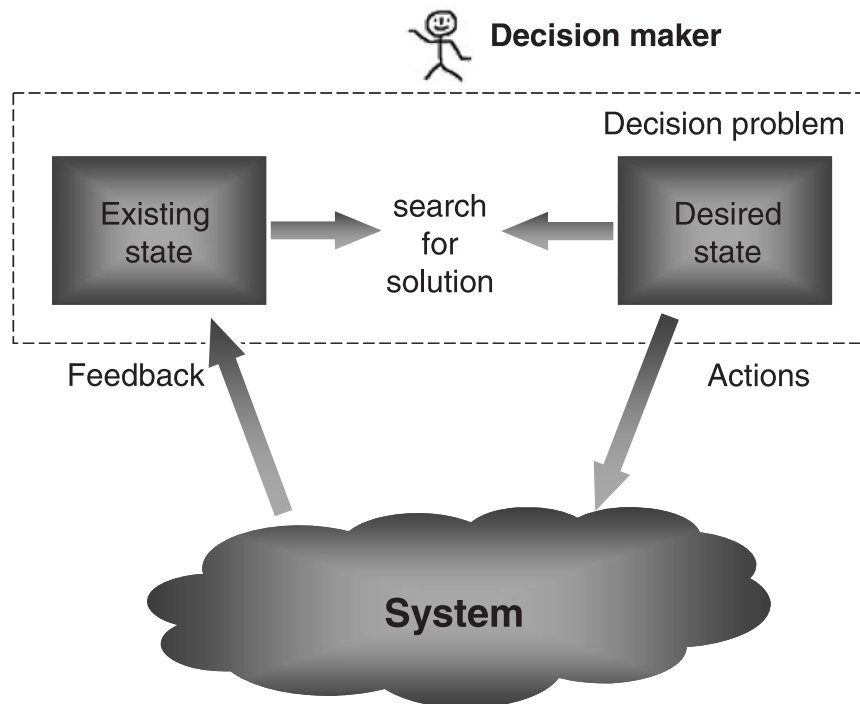 Decision maker
Decision problem
Existing
state
search
for
solution
Desired
state
Feedback
Actions
System